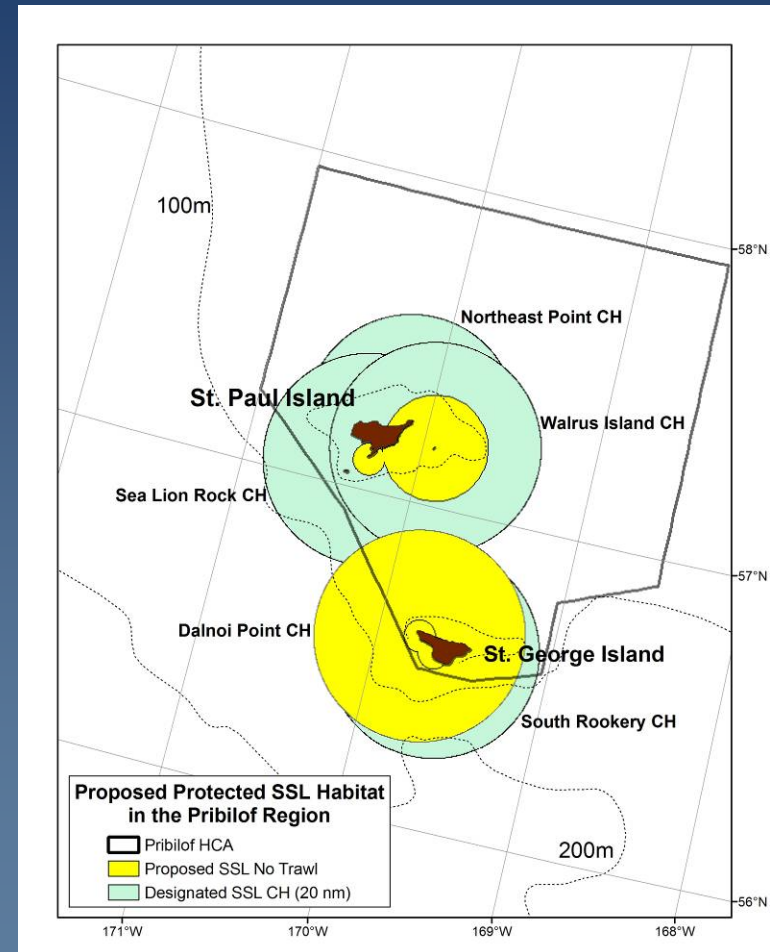 100m
58°N
Northeast Point CH
St. Paul Island
Walrus Island CH
Sea Lion Rock CH
57°N
Dalnoi Point CH
St. George Island
South Rookery CH
Proposed Protected SSL Habitat
in the Pribilof Region
Pribilof HCA
Proposed SSL No Trawl
Designated SSL CH (20 nm)
200m
56°N
171°W
170°W
169°W
168°W